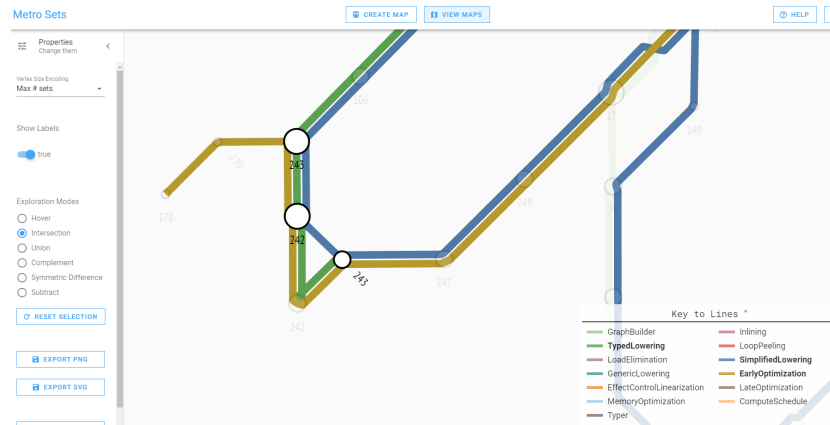 Metro Sets
CREATE MAP
VIEW MAPS
HELP
Properties
Change them
Vertex Size Encoding
Max # sets
Show Labels
true
Exploration Modes
Hover
Intersection
Union
Complement
Symmetric Difference
Subtract
RESET SELECTION
EXPORT PNG
EXPORT SVG
106
17
249
243
270
178
249
242
243
247
242
Key to Lines
GraphBuilder
TypedLowering
LoadElimination
GenericLowering
EffectControlLinearization
MemoryOptimization
Typer
Inlining
LoopPeeling
SimplifiedLowering
EarlyOptimization
LateOptimization
ComputeSchedule